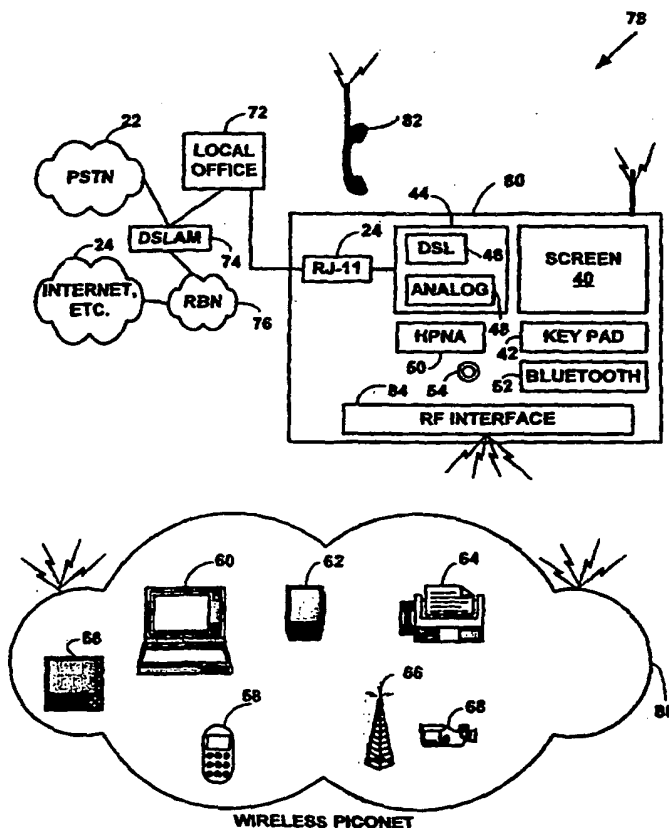 78
22
72
82
LOCAL
OFFICE
PSTN
44
80
24
24
DSLAM
74
RJ-11
DSL
46
SCREEN
40
INTERNET,
ETC.
RBN
76
ANALOG
48
HPNA
50
42
KEY PAD
54
52
BLUETOOTH
84
RF INTERFACE
60
62
64
56
66
68
58
WIRELESS PICONET